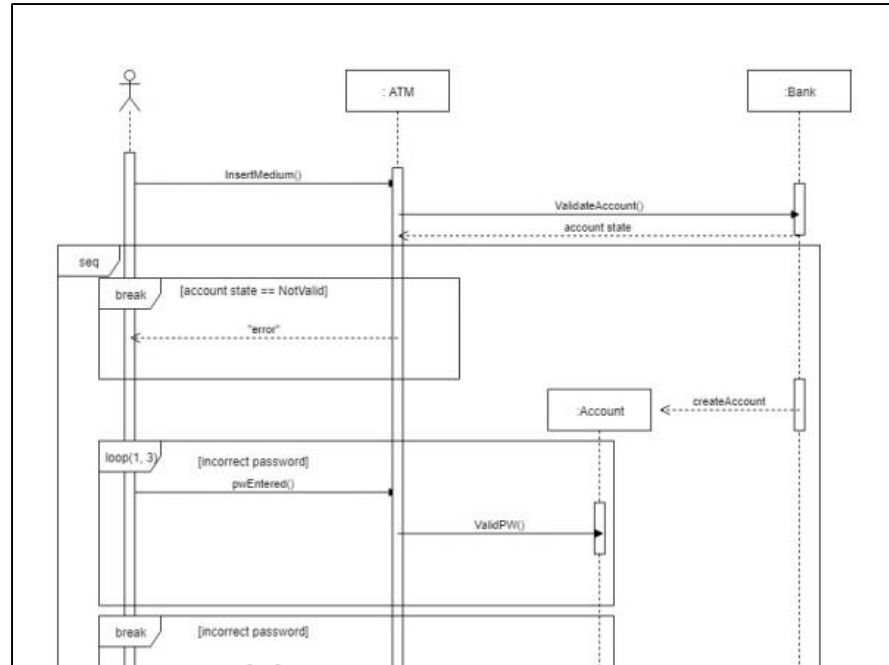 : ATM
:Bank
InsertMedium()
ValidateAccount()
account state
seq
break
[account state == NotValid]
"error"
:Account
createAccount
loop(1, 3)
[incorrect password]
pwEntered()
ValidPW()
break
[incorrect password]